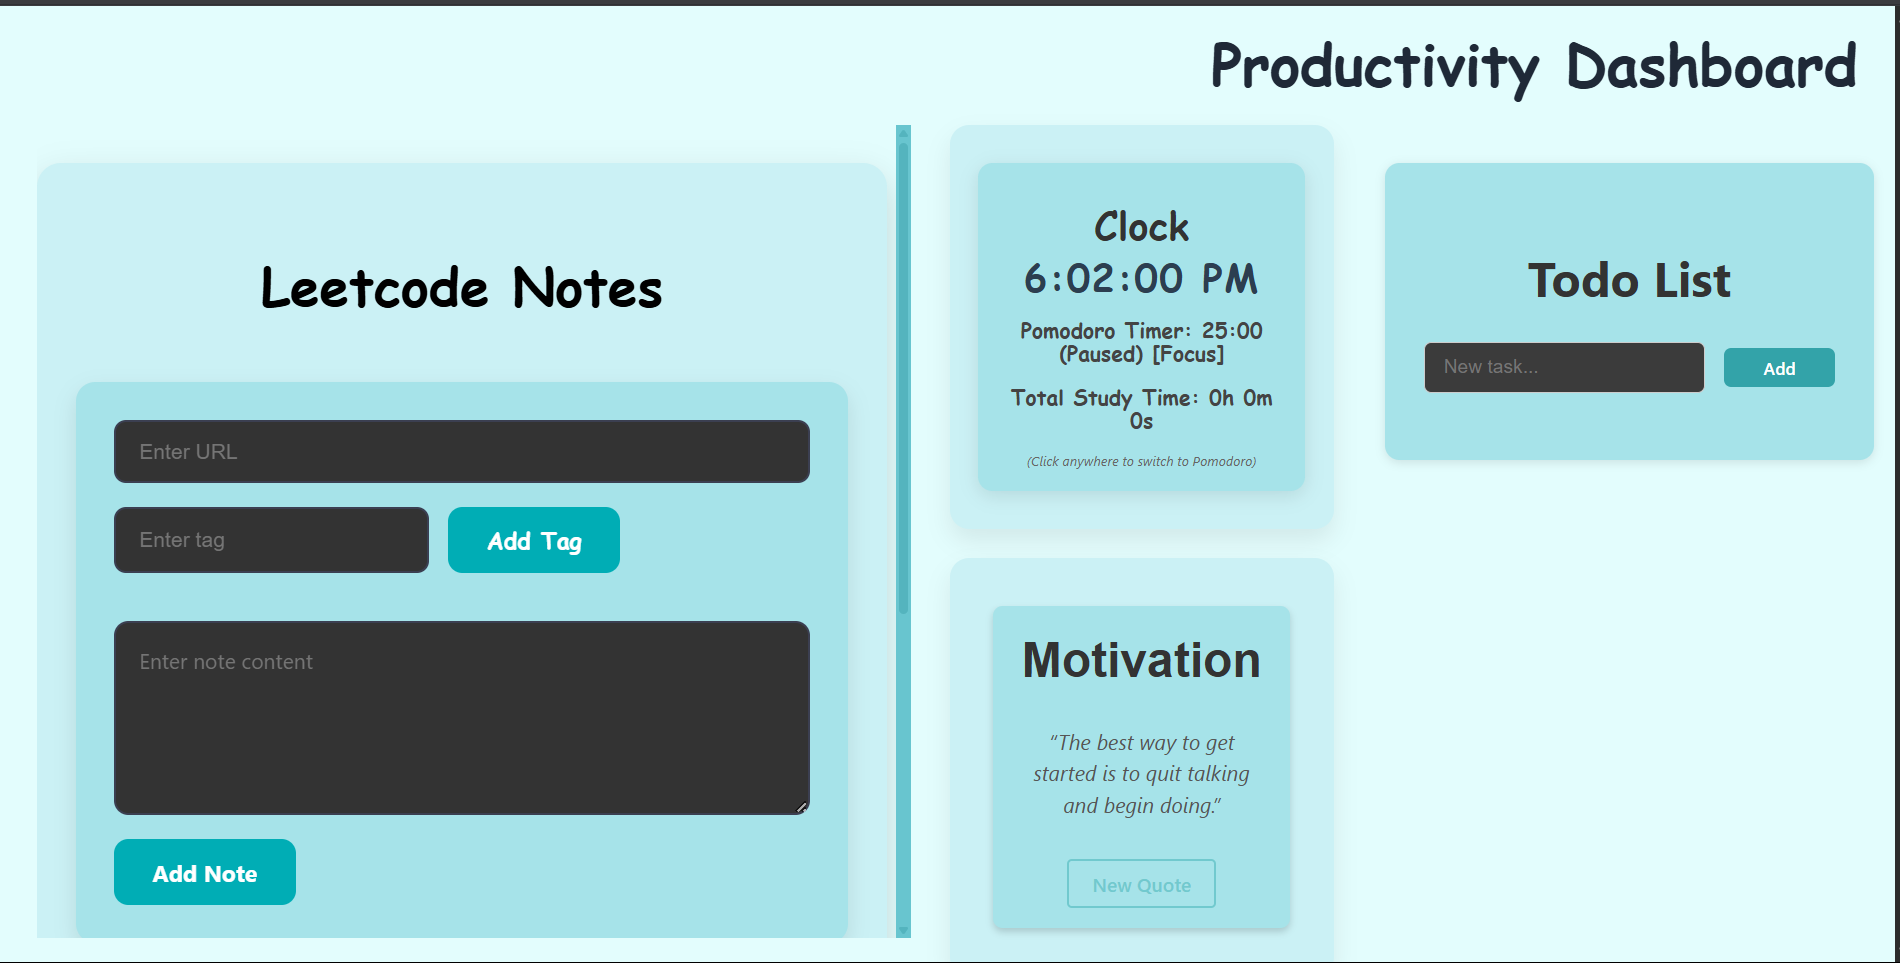 Productivity Dashboard
Leetcode Notes
Enter URL
Enter tag
Add Tag
Enter note content
Add Note
Clock
6:02:00 PM
Pomodoro Timer: 25:00
(Paused) [Focus]
Total Study Time: 0h 0m
0s
(Click anywhere to switch to Pomodoro)
Motivation
“The best way to get
started is to quit talking
and begin doing.”
New Quote
Todo List
New task...
Add